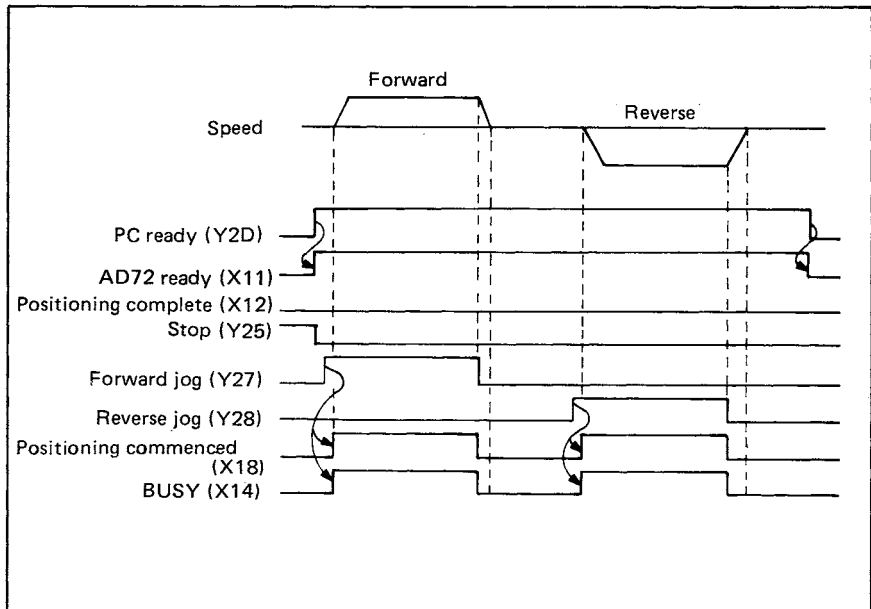 Forward
Reverse
Speed
PC ready (Y2D)
AD72 ready (X11)
Positioning complete (X12)
Stop (Y25)
Forward jog (Y27)
Reverse jog (Y28)
Positioning commenced
(X18)
BUSY (X14)